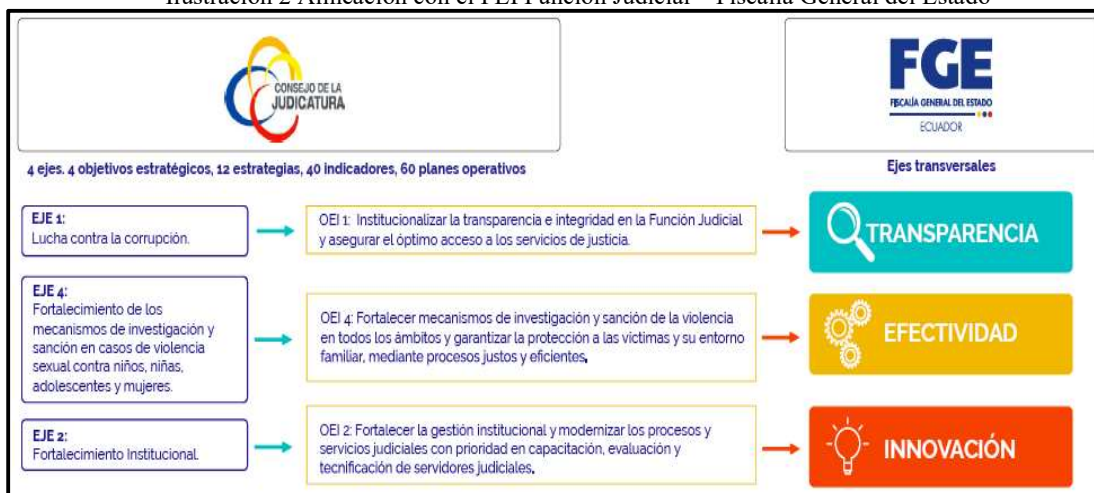 Ilustración 2 Alineación con el PEI Función Judicial – Fiscalía General del Estado
CONSEJO DE LA
JUDICATURA
FGE
FISCALÍA GENERAL DEL ESTADO
ECUADOR
4 ejes. 4 objetivos estratégicos, 12 estrategias, 40 indicadores, 60 planes operativos
Ejes transversales
EJE 1:
Lucha contra la corrupción.
OEI 1: Institucionalizar la transparencia e integridad en la Función Judicial
y asegurar el óptimo acceso a los servicios de justicia.
TRANSPARENCIA
EJE 4:
Fortalecimiento de los
mecanismos de investigación y
sanción en casos de violencia
sexual contra niños, niñas,
adolescentes y mujeres.
OEI 4: Fortalecer mecanismos de investigación y sanción de la violencia
en todos los ámbitos y garantizar la protección a las víctimas y su entorno
familiar, mediante procesos justos y eficientes.
EFECTIVIDAD
EJE 2:
Fortalecimiento Institucional.
OEI 2: Fortalecer la gestión institucional y modernizar los procesos y
servicios judiciales con prioridad en capacitación, evaluación y
tecnificación de servidores judiciales.
INNOVACIÓN